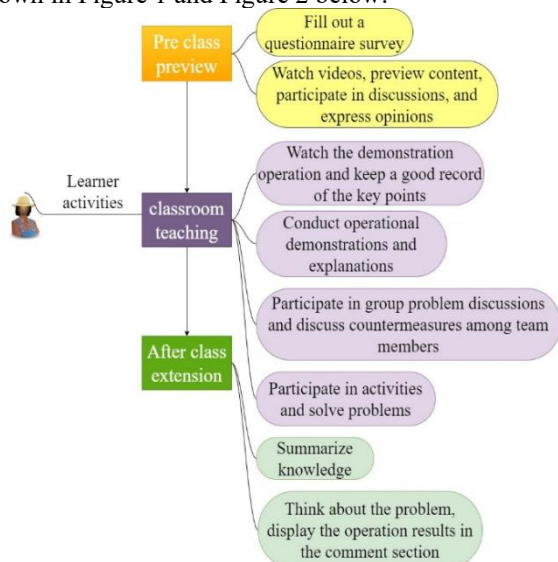 own in Figure 1 and Figure 2 below.
Fill out a
questionnaire survey
Pre class
preview
Watch videos, preview content,
participate in discussions, and
express opinions
Watch the demonstration
operation and keep a good record
of the key points
Learner
activities
classroom
teaching
Conduct operational
demonstrations and
explanations
Participate in group problem discussions
and discuss countermeasures among team
members
After class
extension
Participate in activities
and solve problems
Summarize
knowledge
Think about the problem,
display the operation results in
the comment section